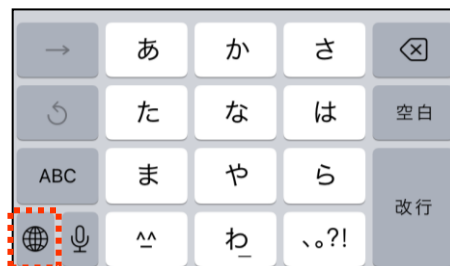 → あ か さ
た な は 空白
ABC ま や ら 改行
^^ わ_ 、。?!